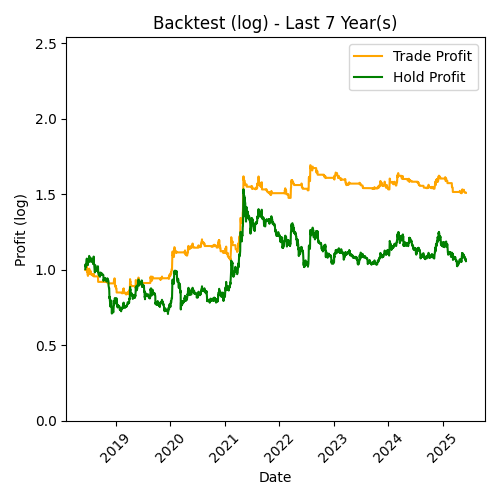 Backtest (log) - Last 7 Year(s)
Trade Profit
Hold Profit
Profit (log)
2.5
2.0
1.5
1.0
0.5
0.0
2019
2020
2021
2022
2023
2024
2025
Date